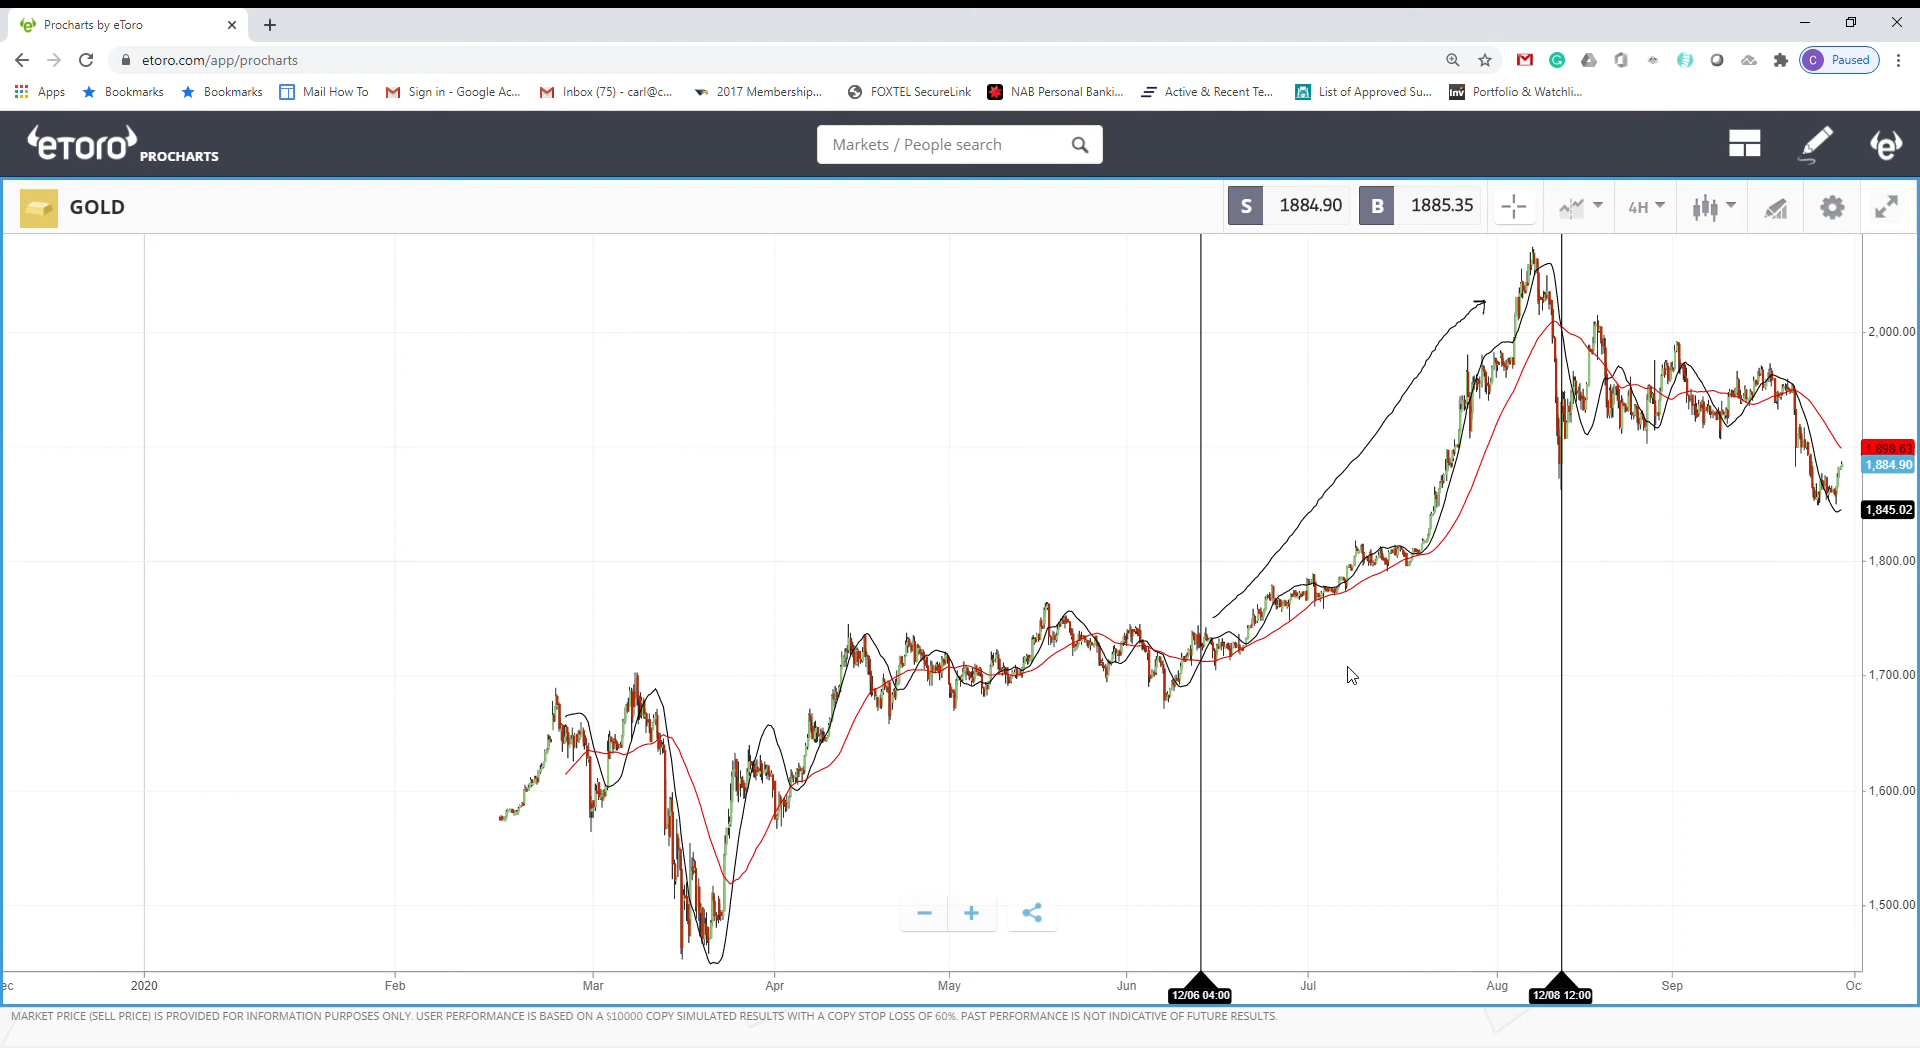 Procharts by eToro
etoro.com/app/procharts
Paused
Apps Bookmarks Bookmarks Mail How To Sign in - Google Ac... Inbox (75) - carl@c... 2017 Membership... FOXTEL SecureLink NAB Personal Banki... Active & Recent Te... List of Approved Su... Portfolio & Watchli...
eTORO PROCHARTS
Markets / People search
GOLD
S 1884.90 B 1885.35
4H
2,000.00
1,898.63
1,884.90
1,845.02
1,800.00
1,700.00
1,600.00
1,500.00
2020 Feb Mar Apr May Jun Jul Aug Sep
12/06 04:00 12/08 12:00
MARKET PRICE (SELL PRICE) IS PROVIDED FOR INFORMATION PURPOSES ONLY. USER PERFORMANCE IS BASED ON A $10000 COPY SIMULATED RESULTS WITH A COPY STOP LOSS OF 60%. PAST PERFORMANCE IS NOT INDICATIVE OF FUTURE RESULTS.